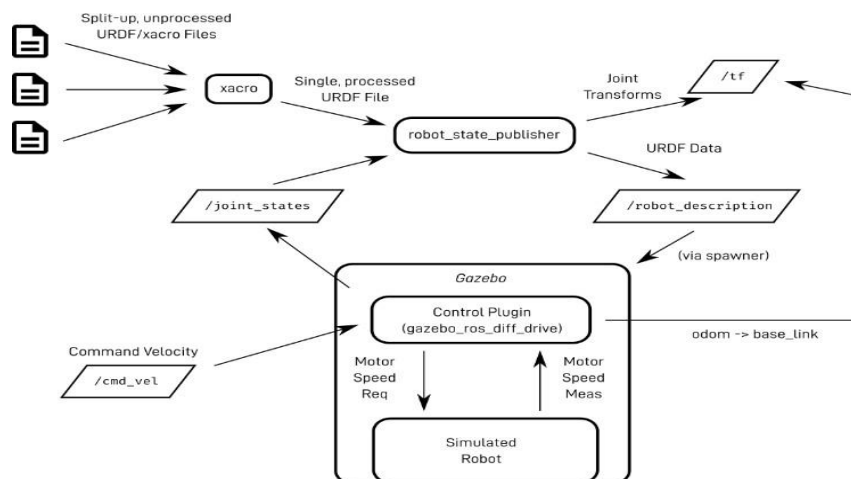 Split-up, unprocessed
URDF/xacro Files
xacro
Single, processed
URDF File
robot_state_publisher
Joint
Transforms
/tf
URDF Data
/joint_states
/robot_description
(via spawner)
Gazebo
Control Plugin
(gazebo_ros_diff_drive)
odom -> base_link
Command Velocity
/cmd_vel
Motor
Speed
Req
Motor
Speed
Meas
Simulated
Robot